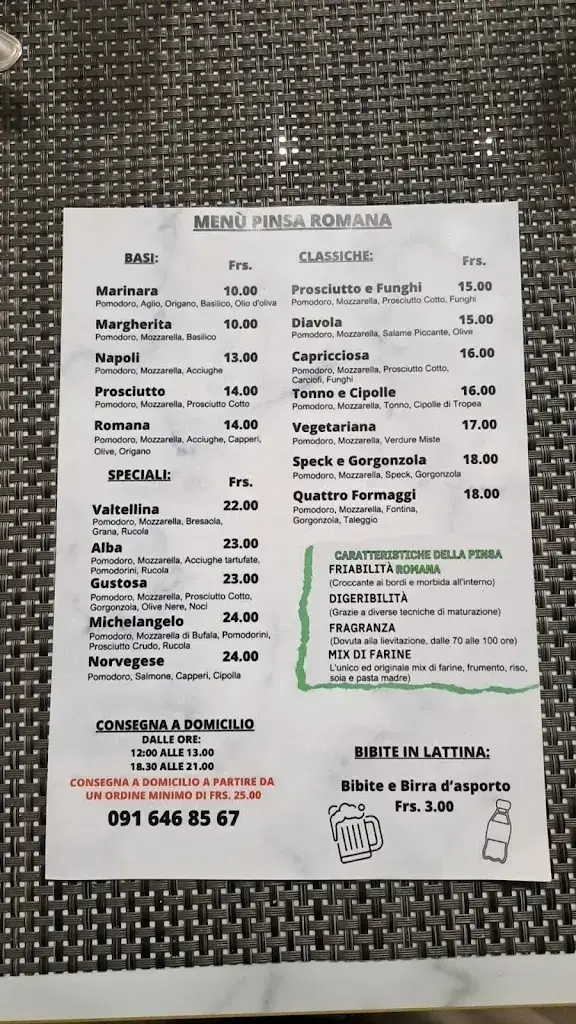 MENÙ PINSA ROMANA
BASI:
Frs.
Marinara 10.00
Pomodoro, Aglio, Origano, Basilico, Olio d'oliva
Margherita 10.00
Pomodoro, Mozzarella, Basilico
Napoli 13.00
Pomodoro, Mozzarella, Acciughe
Prosciutto 14.00
Pomodoro, Mozzarella, Prosciutto Cotto
Romana 14.00
Pomodoro, Mozzarella, Acciughe, Capperi,
Olive, Origano
SPECIALI:
Frs.
Valtellina 22.00
Pomodoro, Mozzarella, Bresaola,
Grana, Rucola
Alba 23.00
Pomodoro, Mozzarella, Acciughe tartufate,
Pomodorini, Rucola
Gustosa 23.00
Pomodoro, Mozzarella, Prosciutto Cotto,
Gorgonzola, Olive Nere, Noci
Michelangelo 24.00
Pomodoro, Mozzarella di Bufala, Pomodorini,
Prosciutto Crudo, Rucola
Norvegese 24.00
Pomodoro, Salmone, Capperi, Cipolla
CONSEGNA A DOMICILIO
DALLE ORE:
12:00 ALLE 13.00
18.30 ALLE 21.00
CONSEGNA A DOMICILIO A PARTIRE DA
UN ORDINE MINIMO DI FRS. 25.00
091 646 85 67
CLASSICHE:
Frs.
Prosciutto e Funghi 15.00
Pomodoro, Mozzarella, Prosciutto Cotto, Funghi
Diavola 15.00
Pomodoro, Mozzarella, Salame Piccante, Olive
Capricciosa 16.00
Pomodoro, Mozzarella, Prosciutto Cotto,
Carciofi, Funghi
Tonno e Cipolle 16.00
Pomodoro, Mozzarella, Tonno, Cipolle di Tropea
Vegetariana 17.00
Pomodoro, Mozzarella, Verdure Miste
Speck e Gorgonzola 18.00
Pomodoro, Mozzarella, Speck, Gorgonzola
Quattro Formaggi 18.00
Pomodoro, Mozzarella, Fontina,
Gorgonzola, Taleggio
CARATTERISTICHE DELLA PINSA
ROMANA
FRIABILITÀ
(Croccante ai bordi e morbida all'interno)
DIGERIBILITÀ
(Grazie a diverse tecniche di maturazione)
FRAGRANZA
(Dovuta alla lievitazione, dalle 70 alle 100 ore)
MIX DI FARINE
L'unico ed originale mix di farine, frumento, riso,
soia e pasta madre)
BIBITE IN LATTINA:
Bibite e Birra d'asporto
Frs. 3.00